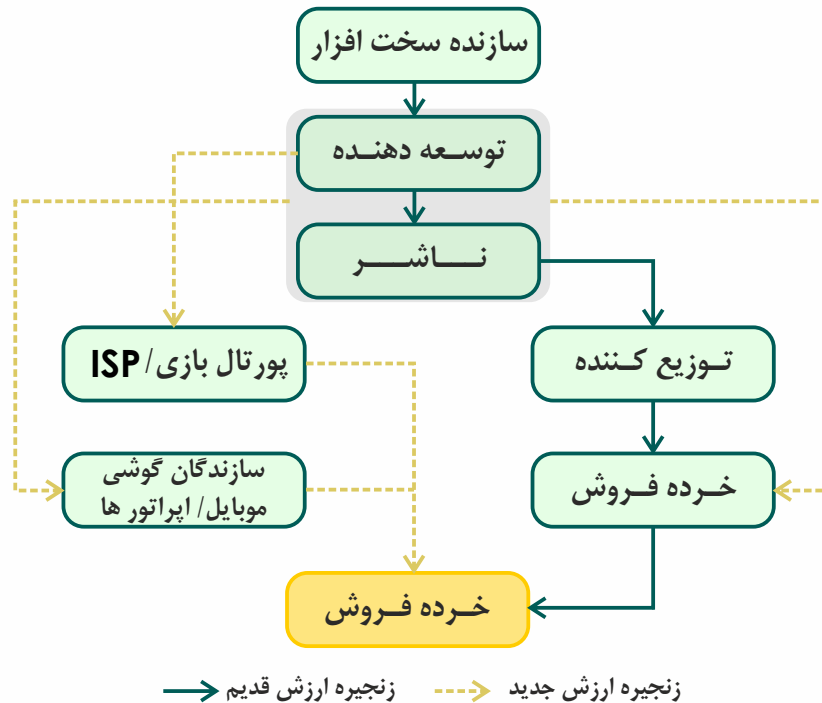 سازنده سخت افزار
توسعه دهنده
ناشر
پورتال بازی/ISP
توزیع کننده
سازندگان گوشی
موبایل/ اپراتور ها
خرده فروش
خرده فروش
زنجیره ارزش قدیم
زنجیره ارزش جدید